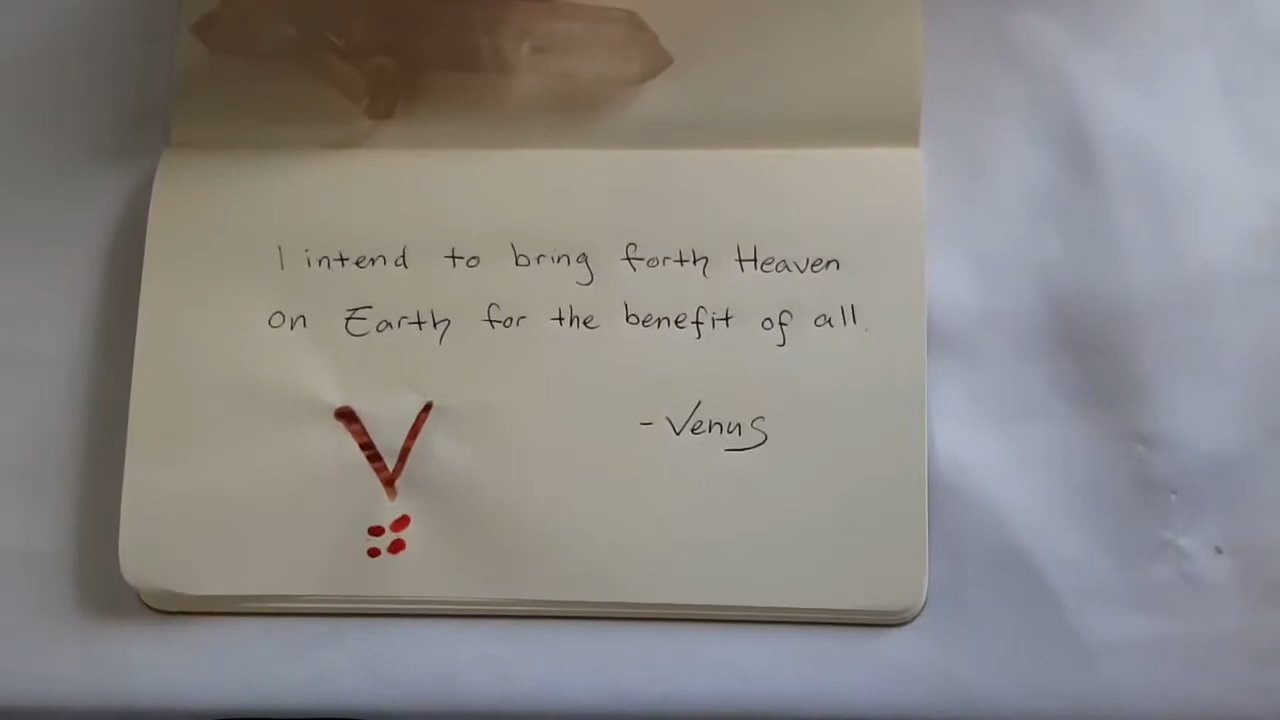 I intend to bring forth Heaven
on Earth for the benefit of all.
V
- Venus